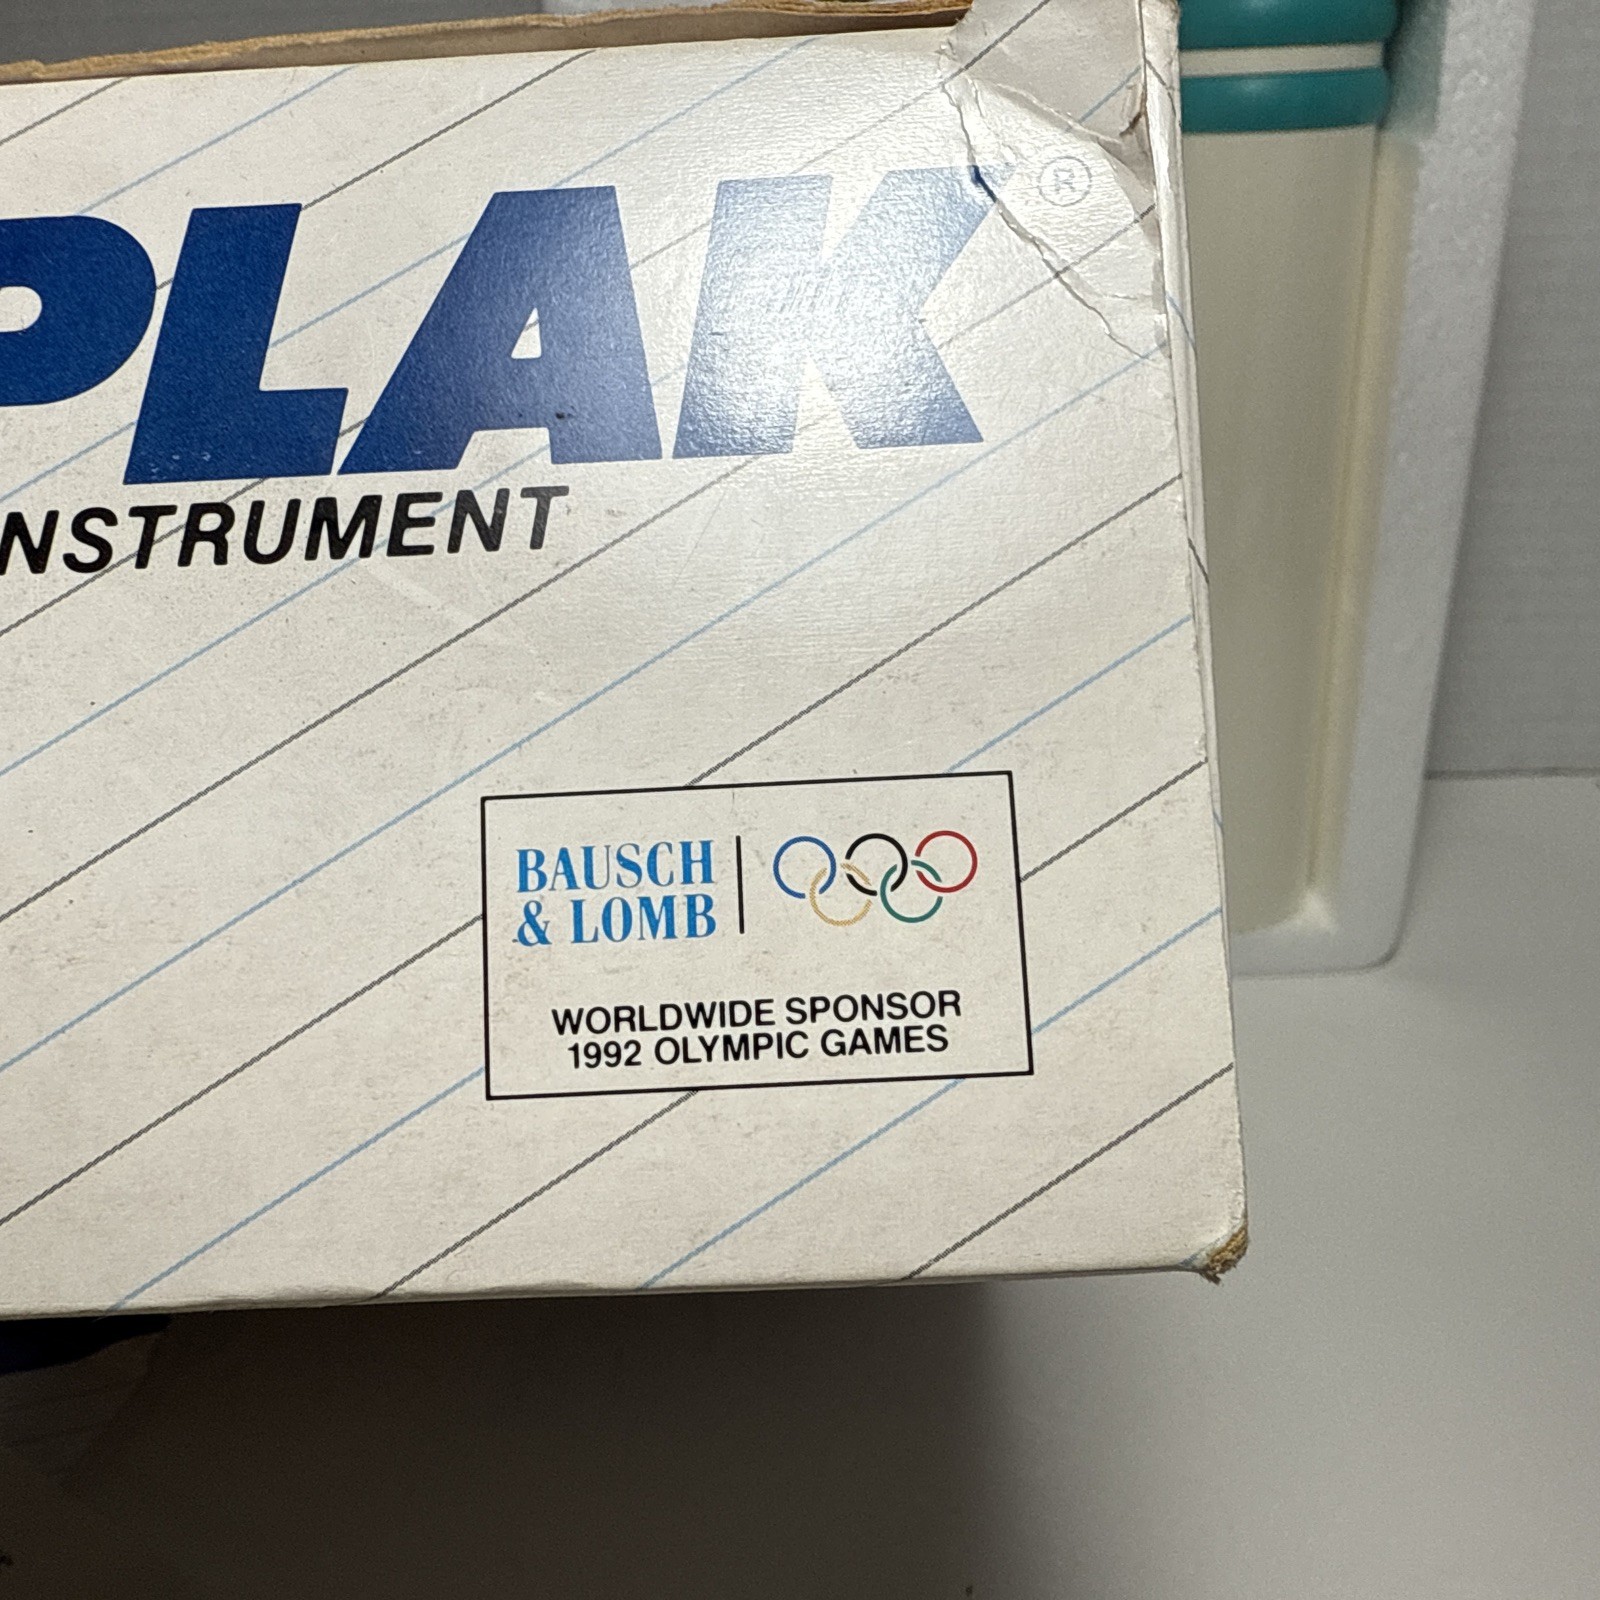 PLAK®
NSTRUMENT
BAUSCH
& LOMB
WORLDWIDE SPONSOR
1992 OLYMPIC GAMES